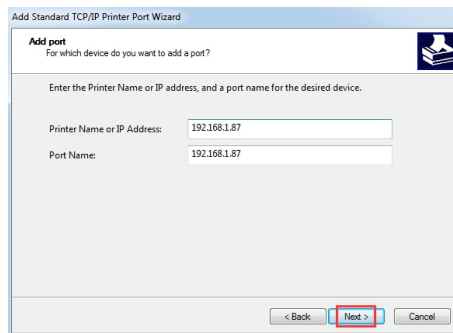 Add Standard TCP/IP Printer Port Wizard
Add port
For which device do you want to add a port?
Enter the Printer Name or IP address, and a port name for the desired device.
Printer Name or IP Address: 192.168.1.87
Port Name: 192.168.1.87
< Back Next > Cancel